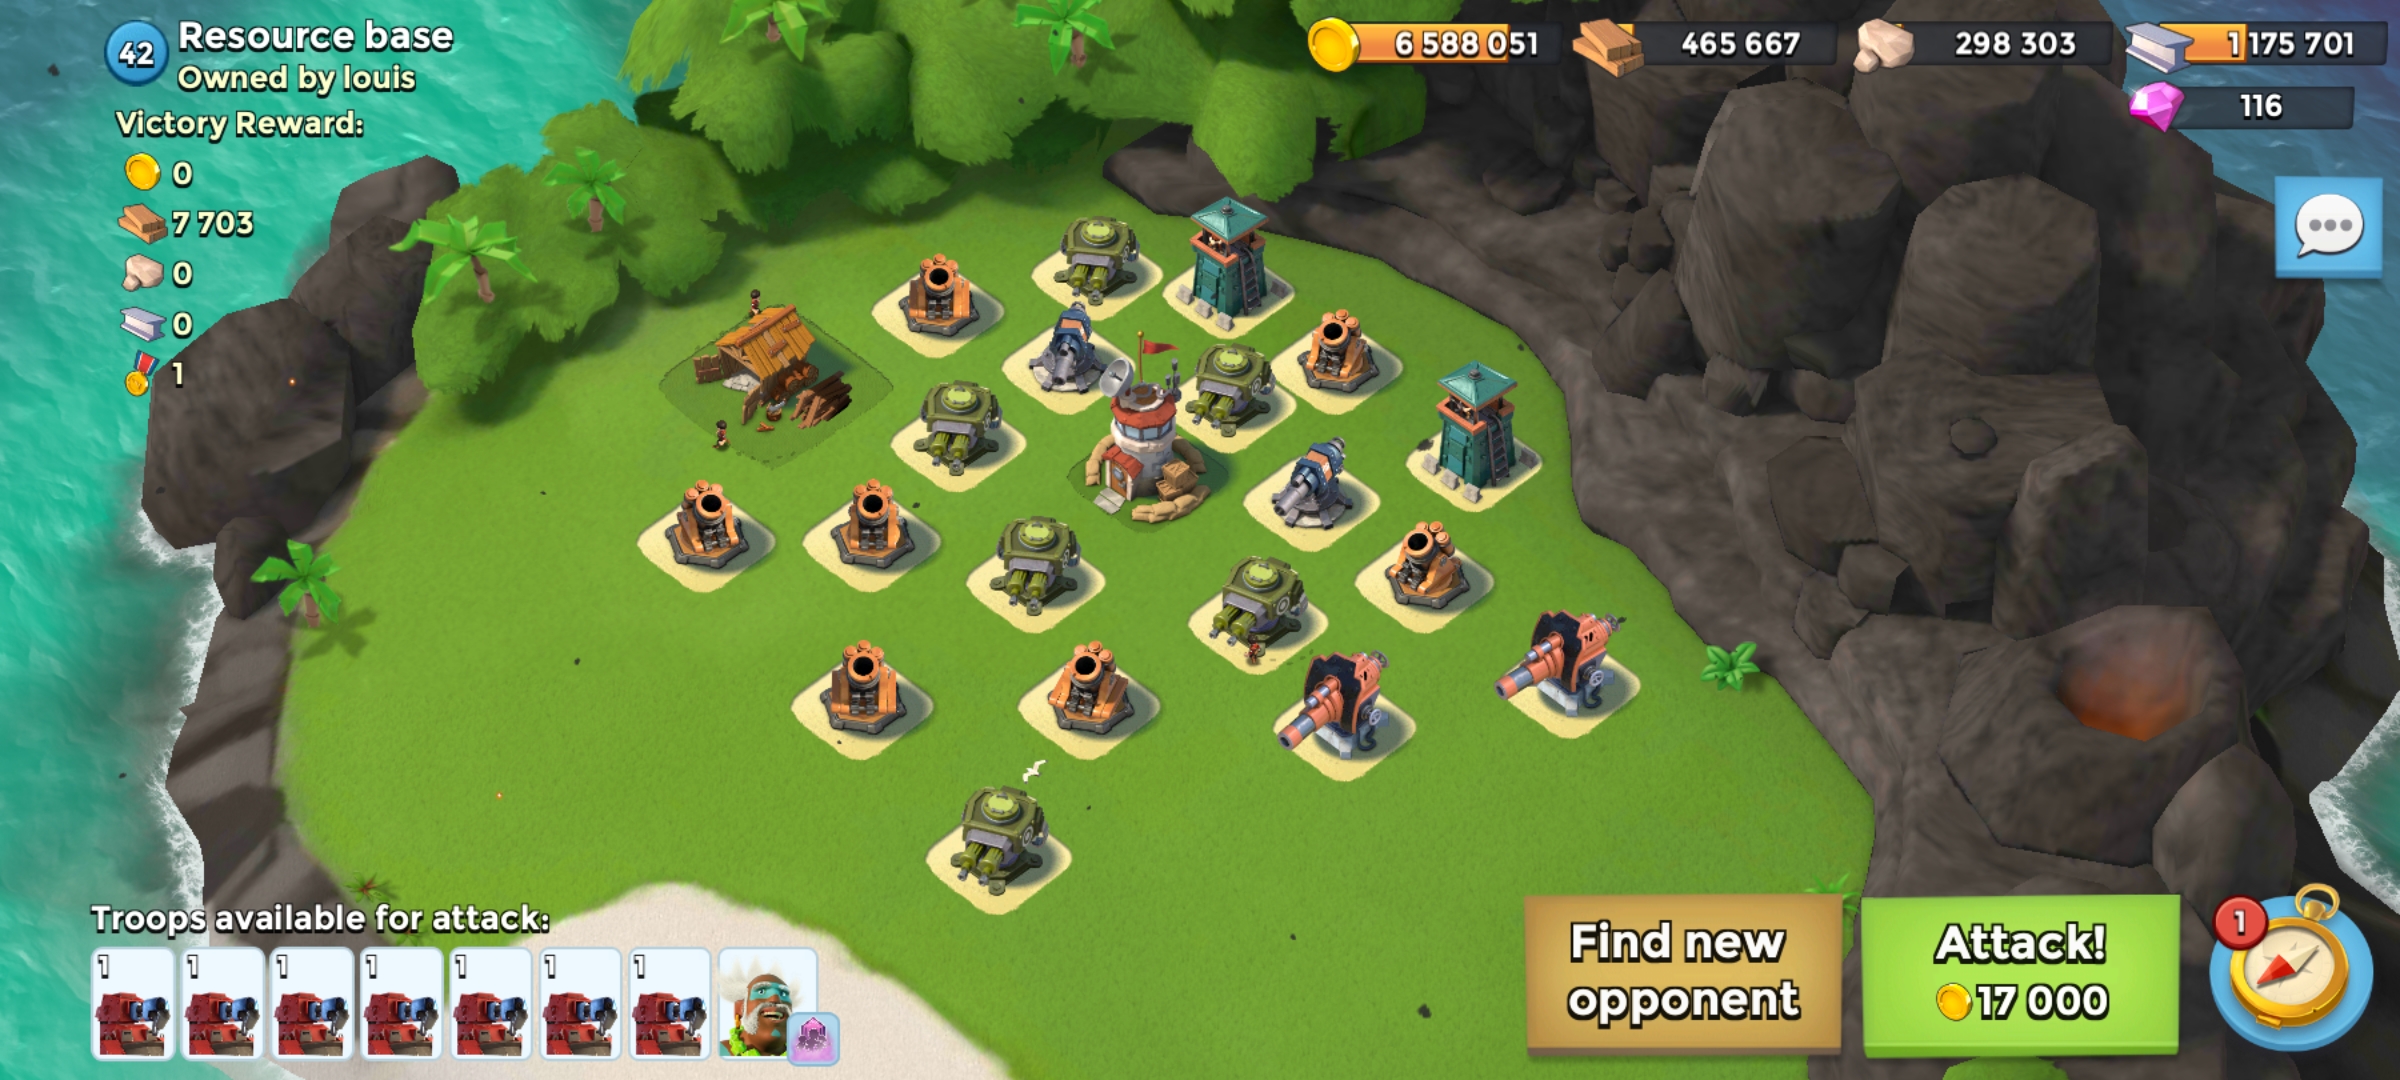 42
Resource base
Owned by louis
Victory Reward:
0
7 703
0
0
1
6 588 051
465 667
298 303
1 175 701
116
Troops available for attack:
1
1
1
1
1
1
1
Find new
opponent
Attack!
17 000
1